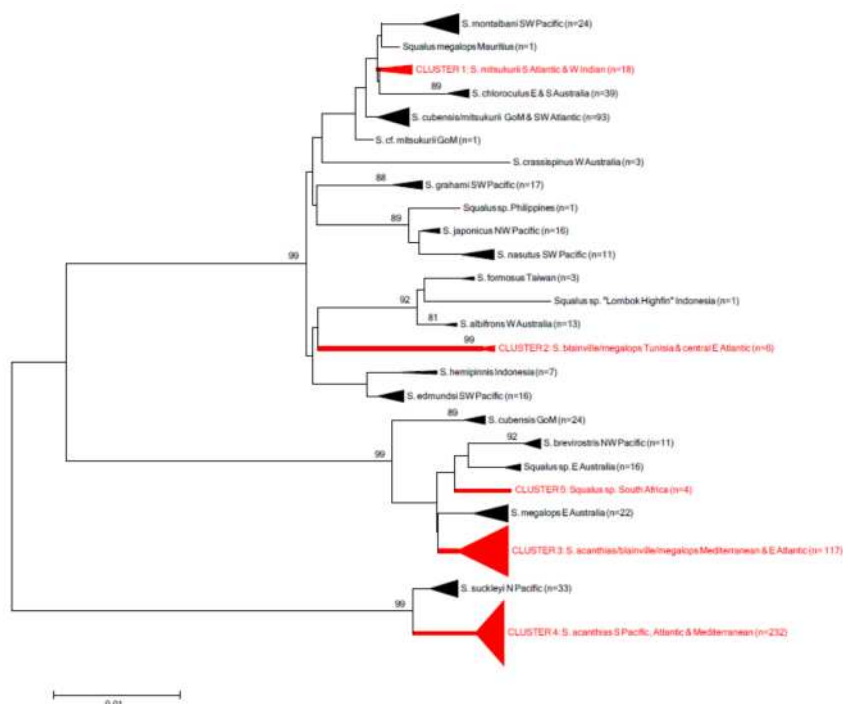 S. montalbani SW Pacific (n=24)
Squalus megalops Mauritius (n=1)
CLUSTER 1: S. mitsukurii S Atlantic & W Indian (n=18)
89
S. chloroculus E & S Australia (n=39)
S. cubensis/mitsukurii GoM & SW Atlantic (n=93)
S. cf. mitsukurii GoM (n=1)
S. crassispinus W Australia (n=3)
88
S. grahami SW Pacific (n=17)
Squalus sp. Philippines (n=1)
89
S. japonicus NW Pacific (n=16)
S. nasutus SW Pacific (n=11)
99
S. formosus Taiwan (n=3)
92
Squalus sp. "Lombok Highfin" Indonesia (n=1)
81
S. albifrons W Australia (n=13)
99
CLUSTER 2: S. blainville/megalops Tunisia & central E Atlantic (n=6)
S. hemipinnis Indonesia (n=7)
S. edmundsi SW Pacific (n=16)
89
S. cubensis GoM (n=24)
92
S. brevirostris NW Pacific (n=11)
99
Squalus sp. E Australia (n=16)
CLUSTER 5: Squalus sp. South Africa (n=4)
S. megalops E Australia (n=22)
CLUSTER 3: S. acanthias/blainville/megalops Mediterranean & E Atlantic (n= 117)
S. suckleyi N Pacific (n=33)
99
CLUSTER 4: S. acanthias S Pacific, Atlantic & Mediterranean (n=232)
0.01